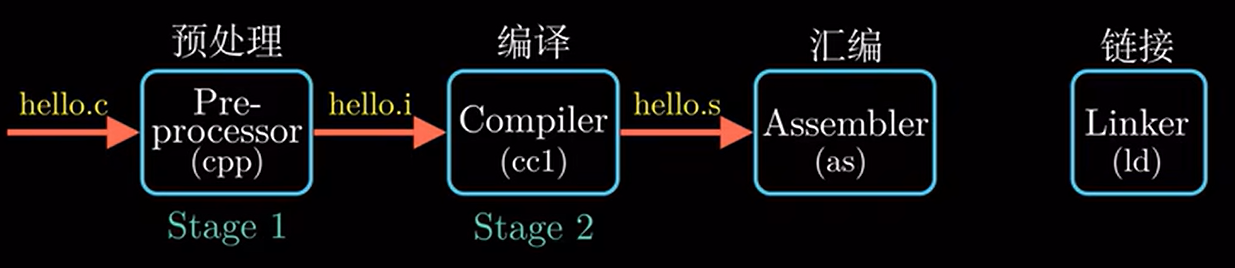 预处理
编译
汇编
链接
hello.c
Pre-
processor
(cpp)
hello.i
Compiler
(cc1)
hello.s
Assembler
(as)
Linker
(ld)
Stage 1
Stage 2